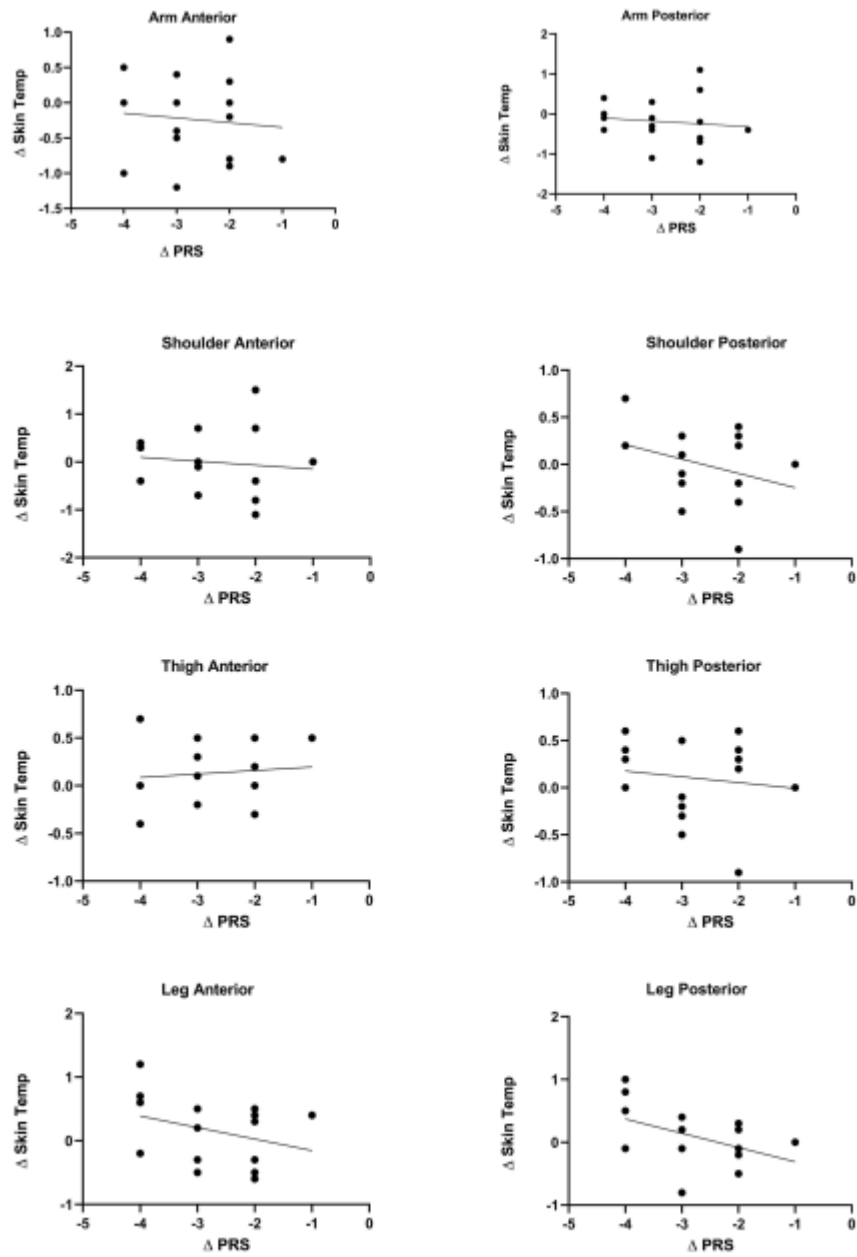 Arm Anterior
1.0
0.5
0.0
-0.5
-1.0
-1.5
Δ Skin Temp
-5 -4 -3 -2 -1 0
Δ PRS
Arm Posterior
2
1
0
-1
-2
Δ Skin Temp
-5 -4 -3 -2 -1 0
Δ PRS
Shoulder Anterior
2
1
0
-1
-2
Δ Skin Temp
-5 -4 -3 -2 -1 0
Δ PRS
Shoulder Posterior
1.0
0.5
0.0
-0.5
-1.0
Δ Skin Temp
-5 -4 -3 -2 -1 0
Δ PRS
Thigh Anterior
1.0
0.5
0.0
-0.5
-1.0
Δ Skin Temp
-5 -4 -3 -2 -1 0
Δ PRS
Thigh Posterior
1.0
0.5
0.0
-0.5
-1.0
Δ Skin Temp
-5 -4 -3 -2 -1 0
Δ PRS
Leg Anterior
2
1
0
-1
Δ Skin Temp
-5 -4 -3 -2 -1 0
Δ PRS
Leg Posterior
2
1
0
-1
Δ Skin Temp
-5 -4 -3 -2 -1 0
Δ PRS